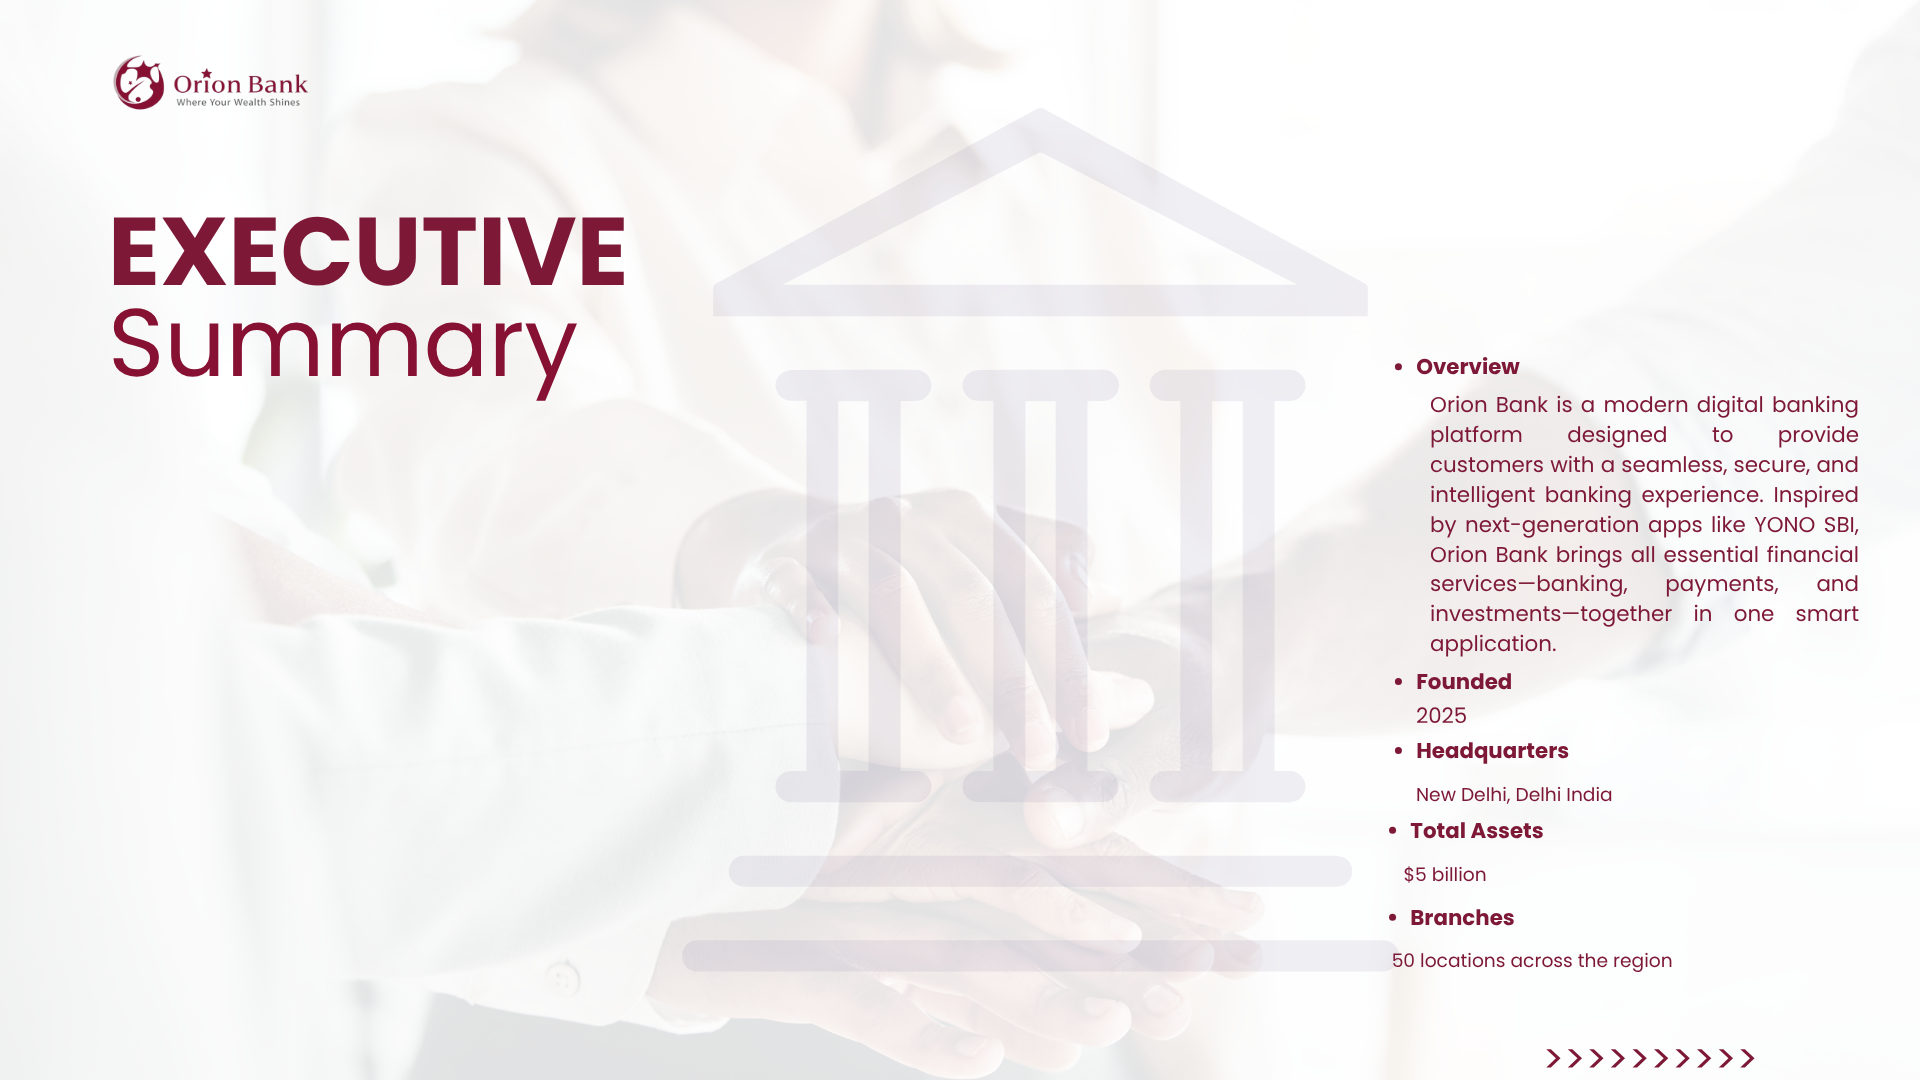 Orion Bank
Where Your Wealth Shines
EXECUTIVE
Summary
• Overview
Orion Bank is a modern digital banking
platform designed to provide
customers with a seamless, secure, and
intelligent banking experience. Inspired
by next-generation apps like YONO SBI,
Orion Bank brings all essential financial
services—banking, payments, and
investments—together in one smart
application.
• Founded
2025
• Headquarters
New Delhi, Delhi India
• Total Assets
$5 billion
• Branches
50 locations across the region